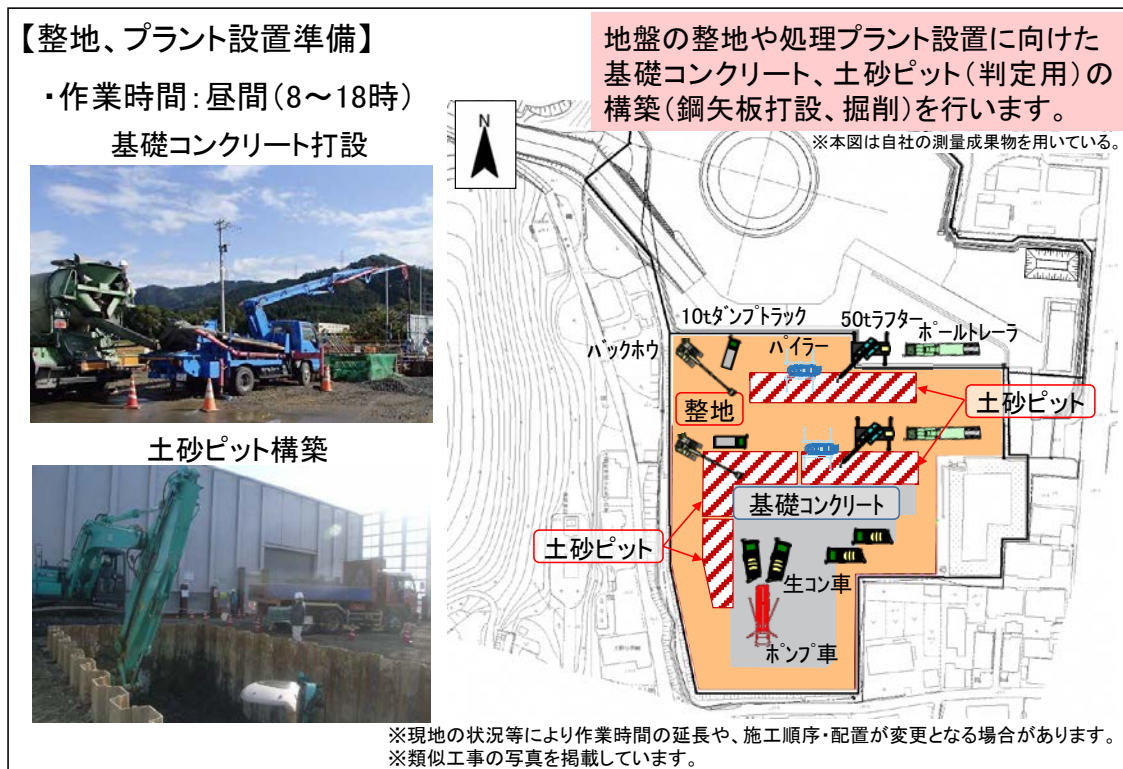 【整地、プラント設置準備】
・作業時間:昼間(8～18時)
地盤の整地や処理プラント設置に向けた
基礎コンクリート、土砂ピット(判定用)の
構築(鋼矢板打設、掘削)を行います。
※本図は自社の測量成果物を用いている。
基礎コンクリート打設
土砂ピット構築
N
10tダンプトラック
50tラフター
ポールトレーラ
バックホウ
パイラー
整地
土砂ピット
基礎コンクリート
土砂ピット
生コン車
ポンプ車
※現地の状況等により作業時間の延長や、施工順序・配置が変更となる場合があります。
※類似工事の写真を掲載しています。